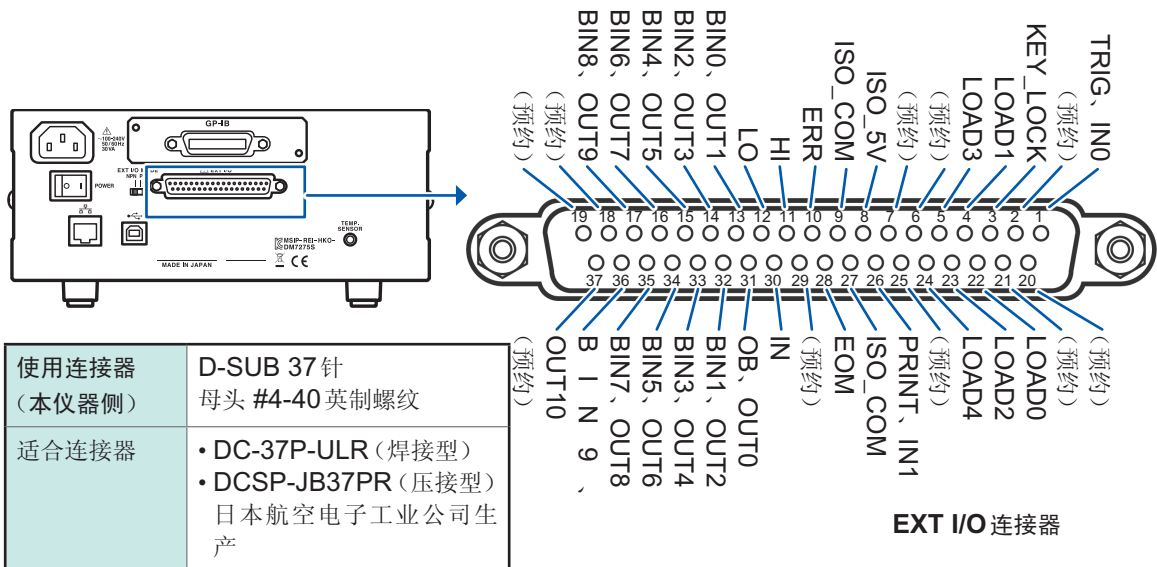 GP-IB
~100-240V
50/60Hz
30VA
EXT I/O
NPN
POWER
EXT I/O
TEMP.
SENSOR
MSIP-REI-HKO-
DM7275S
MADE IN JAPAN
CE
TRIG、IN0
（预约）
KEY_LOCK
LOAD1
LOAD3
（预约）
（预约）
ISO_5V
ISO_COM
ERR
HI
LO
BIN0、OUT1
BIN2、OUT3
BIN4、OUT5
BIN6、OUT7
BIN8、OUT9
（预约）
（预约）
19 18 17 16 15 14 13 12 11 10 9 8 7 6 5 4 3 2 1
37 36 35 34 33 32 31 30 29 28 27 26 25 24 23 22 21 20
（预约）
OUT10
BIN9、
BIN7、OUT8
BIN5、OUT6
BIN3、OUT4
BIN1、OUT2
OB、OUT0
IN
（预约）
EOM
ISO_COM
PRINT、IN1
（预约）
LOAD4
LOAD2
LOAD0
（预约）
（预约）
EXT I/O连接器
使用连接器
（本仪器侧）
D-SUB 37针
母头 #4-40英制螺纹
适合连接器
• DC-37P-ULR（焊接型）
• DCSP-JB37PR（压接型）
日本航空电子工业公司生
产